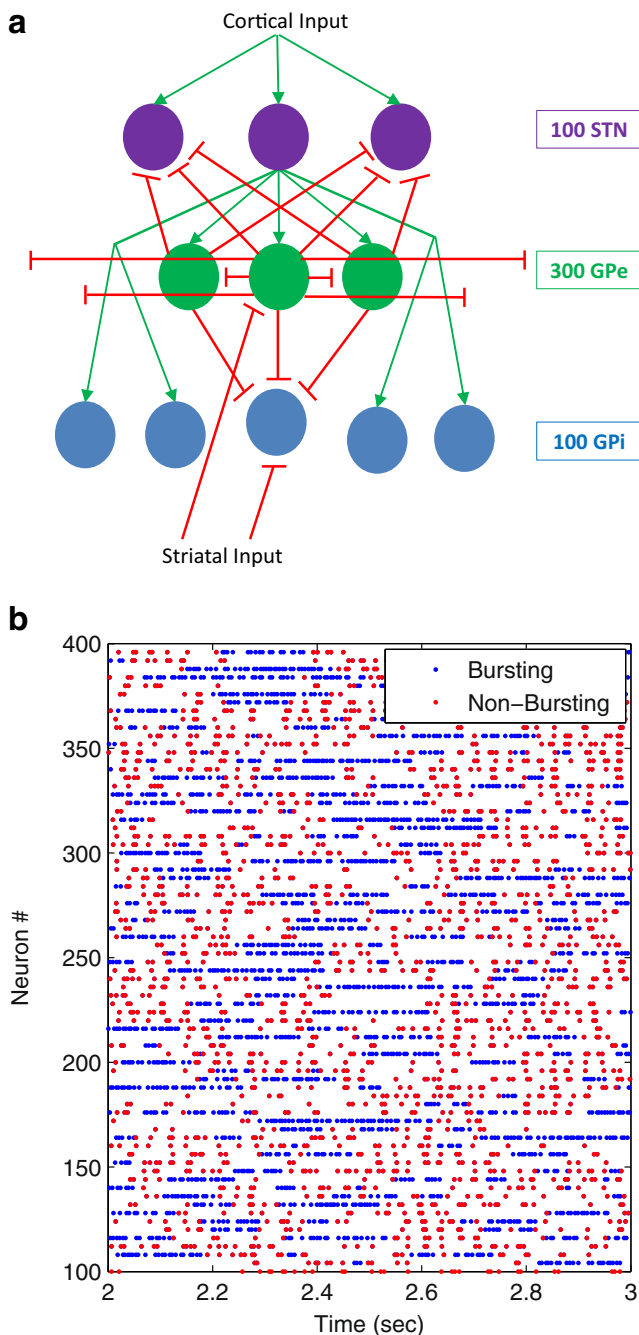 a
Cortical Input
100 STN
300 GPe
100 GPi
Striatal Input
b
400
350
300
250
200
150
100
Neuron #
Bursting
Non-Bursting
2
2.2
2.4
2.6
2.8
3
Time (sec)